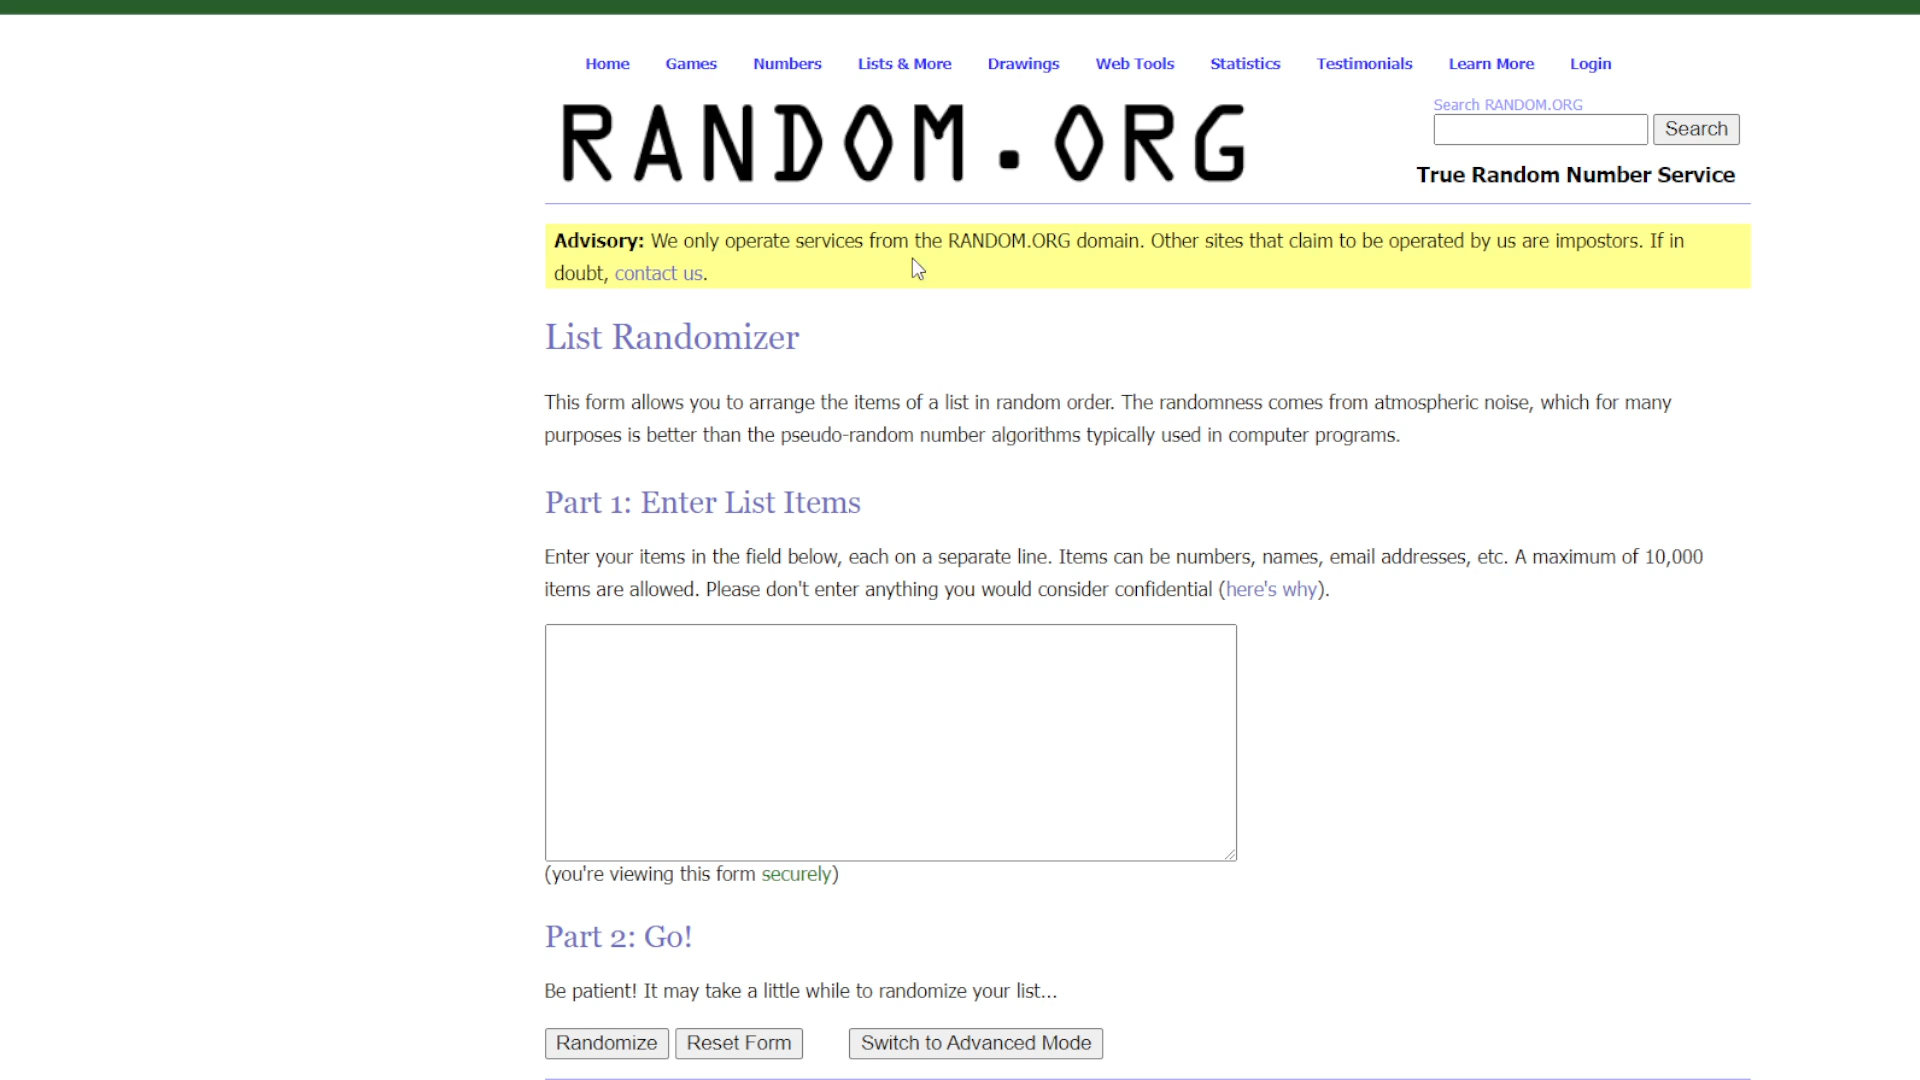 Home Games Numbers Lists & More Drawings Web Tools Statistics Testimonials Learn More Login
RANDOM.ORG
Search RANDOM.ORG
Search
True Random Number Service
Advisory: We only operate services from the RANDOM.ORG domain. Other sites that claim to be operated by us are impostors. If in
doubt, contact us.
List Randomizer
This form allows you to arrange the items of a list in random order. The randomness comes from atmospheric noise, which for many
purposes is better than the pseudo-random number algorithms typically used in computer programs.
Part 1: Enter List Items
Enter your items in the field below, each on a separate line. Items can be numbers, names, email addresses, etc. A maximum of 10,000
items are allowed. Please don't enter anything you would consider confidential (here's why).
(you're viewing this form securely)
Part 2: Go!
Be patient! It may take a little while to randomize your list...
Randomize Reset Form Switch to Advanced Mode